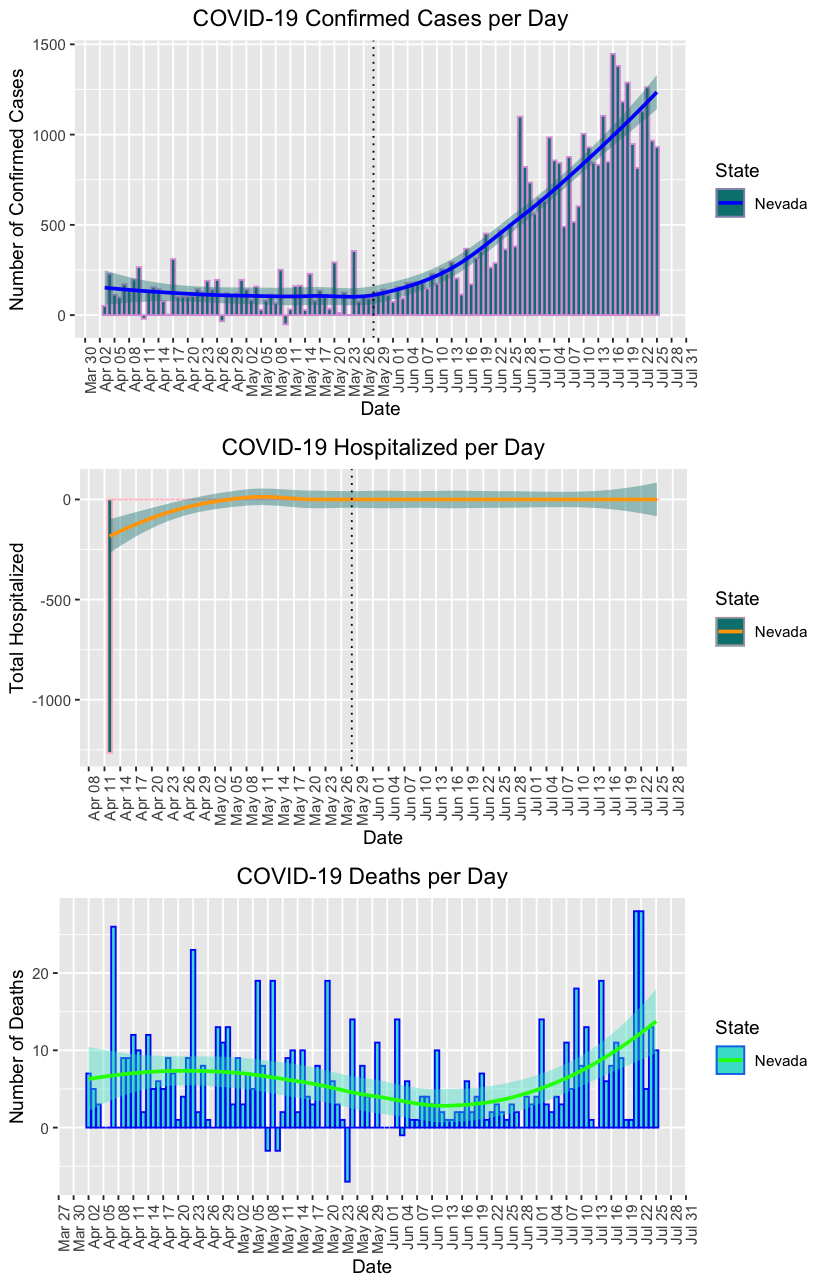 COVID-19 Confirmed Cases per Day
Number of Confirmed Cases
1500
1000
500
0
Mar 30
Apr 02
Apr 05
Apr 08
Apr 11
Apr 14
Apr 17
Apr 20
Apr 23
Apr 26
Apr 29
May 02
May 05
May 08
May 11
May 14
May 17
May 20
May 23
May 26
May 29
Jun 01
Jun 04
Jun 07
Jun 10
Jun 13
Jun 16
Jun 19
Jun 22
Jun 25
Jun 28
Jul 01
Jul 04
Jul 07
Jul 10
Jul 13
Jul 16
Jul 19
Jul 22
Jul 25
Jul 28
Jul 31
Date
State
Nevada
COVID-19 Hospitalized per Day
Total Hospitalized
0
-500
-1000
Apr 08
Apr 11
Apr 14
Apr 17
Apr 20
Apr 23
Apr 26
Apr 29
May 02
May 05
May 08
May 11
May 14
May 17
May 20
May 23
May 26
May 29
Jun 01
Jun 04
Jun 07
Jun 10
Jun 13
Jun 16
Jun 19
Jun 22
Jun 25
Jun 28
Jul 01
Jul 04
Jul 07
Jul 10
Jul 13
Jul 16
Jul 19
Jul 22
Jul 25
Jul 28
Date
State
Nevada
COVID-19 Deaths per Day
Number of Deaths
20
10
0
Mar 27
Mar 30
Apr 02
Apr 05
Apr 08
Apr 11
Apr 14
Apr 17
Apr 20
Apr 23
Apr 26
Apr 29
May 02
May 05
May 08
May 11
May 14
May 17
May 20
May 23
May 26
May 29
Jun 01
Jun 04
Jun 07
Jun 10
Jun 13
Jun 16
Jun 19
Jun 22
Jun 25
Jun 28
Jul 01
Jul 04
Jul 07
Jul 10
Jul 13
Jul 16
Jul 19
Jul 22
Jul 25
Jul 28
Jul 31
Date
State
Nevada